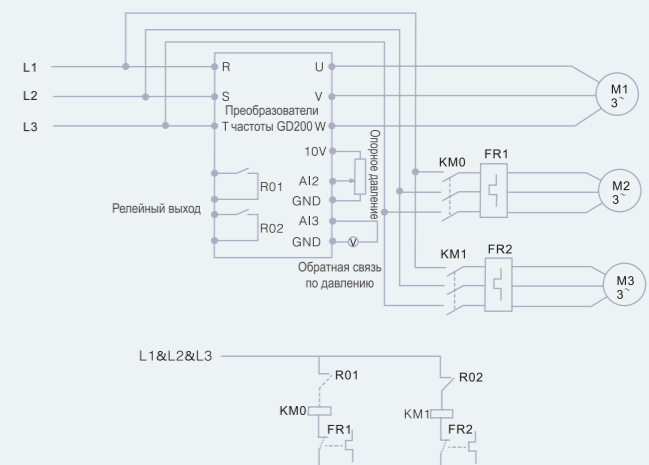 L1
R
U
M1
3~
L2
S
V
Преобразователи
L3
T частоты GD200 W
10V
Опорное давление
KM0
FR1
AI2
M2
3~
R01
GND
Релейный выход
AI3
R02
GND
V
KM1
FR2
Обратная связь
по давлению
M3
3~
L1&L2&L3
R01
R02
KM0
KM1
FR1
FR2